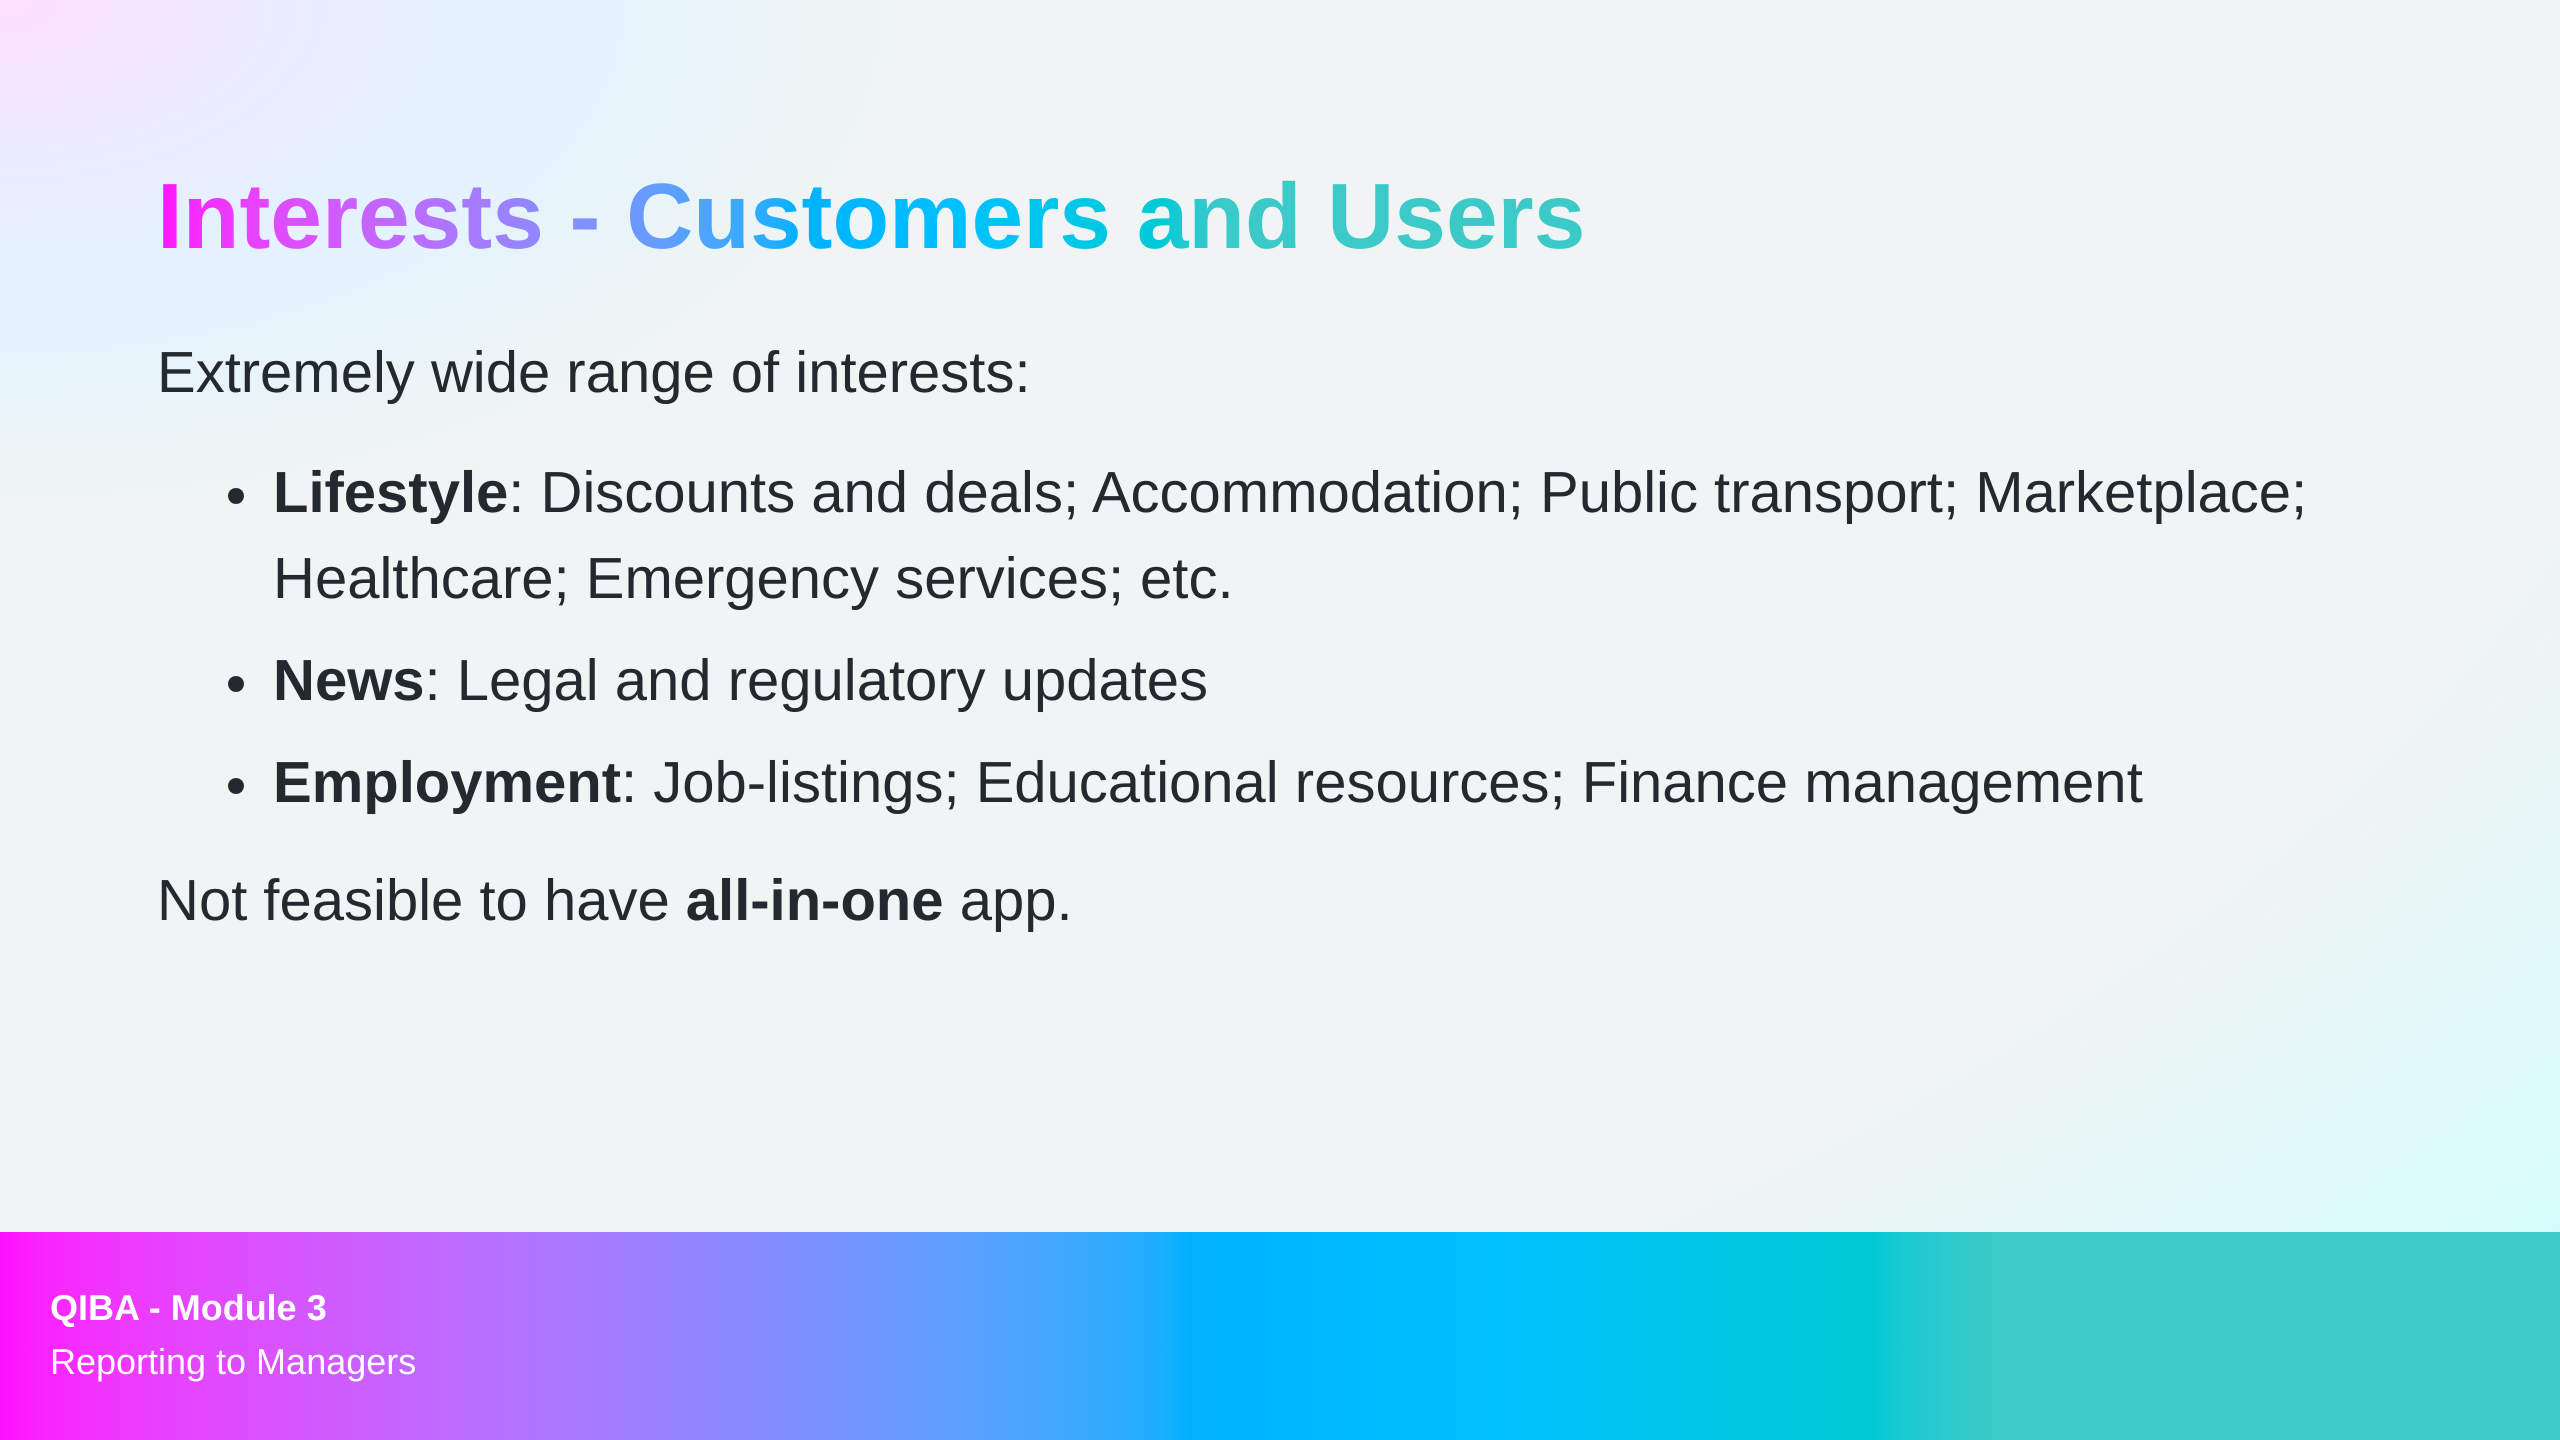 Interests - Customers and Users
Extremely wide range of interests:
• Lifestyle: Discounts and deals; Accommodation; Public transport; Marketplace;
Healthcare; Emergency services; etc.
• News: Legal and regulatory updates
• Employment: Job-listings; Educational resources; Finance management
Not feasible to have all-in-one app.
QIBA - Module 3
Reporting to Managers